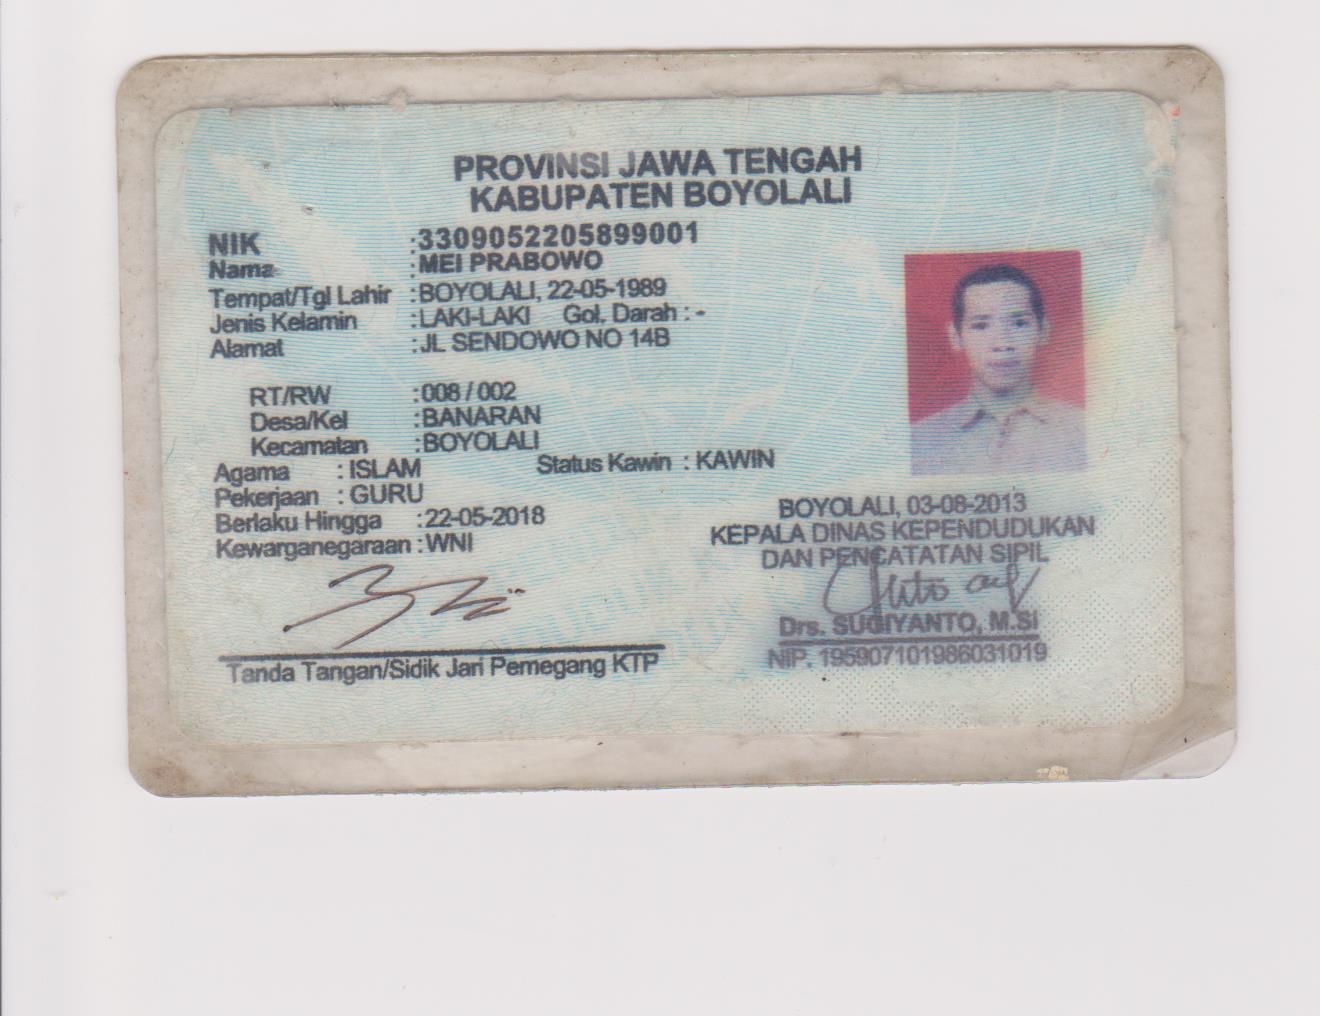 PROVINSI JAWA TENGAH
KABUPATEN BOYOLALI
NIK :3309052205899001
Nama :MEI PRABOWO
Tempat/Tgl Lahir :BOYOLALI, 22-05-1989
Jenis Kelamin :LAKI-LAKI Gol. Darah : -
Alamat :JL SENDOWO NO 14B
RT/RW :008 / 002
Desa/Kel :BANARAN
Kecamatan :BOYOLALI
Agama : ISLAM Status Kawin : KAWIN
Pekerjaan : GURU
Berlaku Hingga :22-05-2018
Kewarganegaraan :WNI
Tanda Tangan/Sidik Jari Pemegang KTP
BOYOLALI, 03-08-2013
KEPALA DINAS KEPENDUDUKAN
DAN PENCATATAN SIPIL
Drs. SUGIYANTO, M.SI
NIP. 195907101986031019